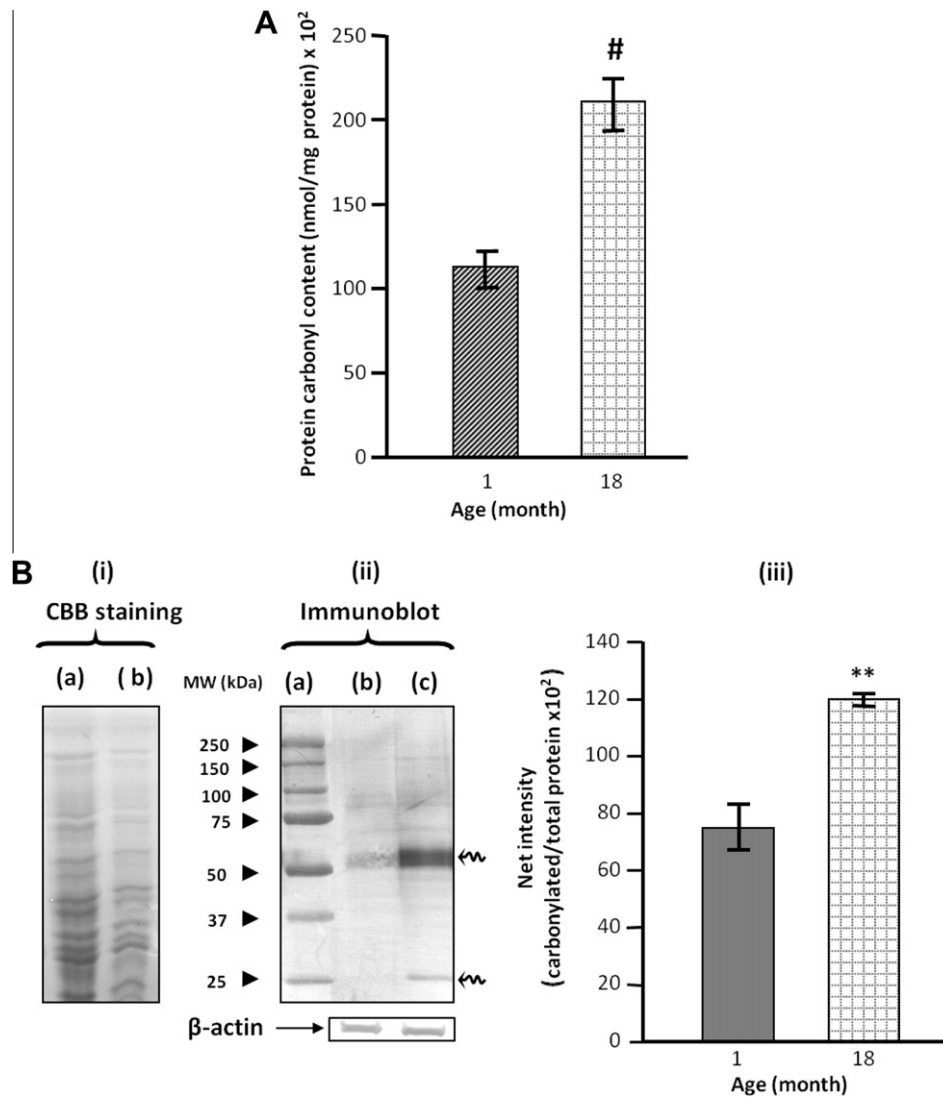 A
Protein carbonyl content (nmol/mg protein) x 10²
250
200
150
100
50
0
#
1
18
Age (month)
B
(i)
(ii)
(iii)
CBB staining
Immunoblot
(a)
( b)
MW (kDa)
(a)
(b)
(c)
250
150
100
75
50
37
25
β-actin
Net intensity
(carbonylated/total protein x10²)
140
120
100
80
60
40
20
0
**
1
18
Age (month)